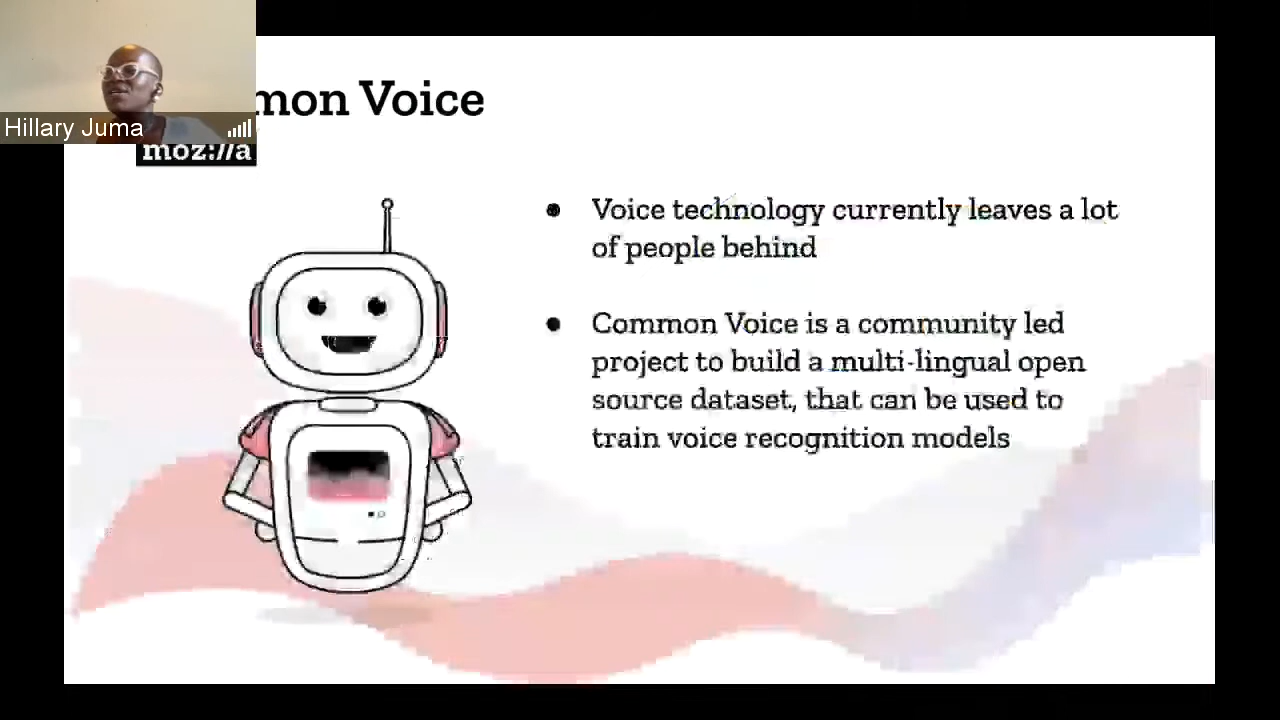 mon Voice
Hillary Juma
moz://a
● Voice technology currently leaves a lot
of people behind
● Common Voice is a community led
project to build a multi-lingual open
source dataset, that can be used to
train voice recognition models